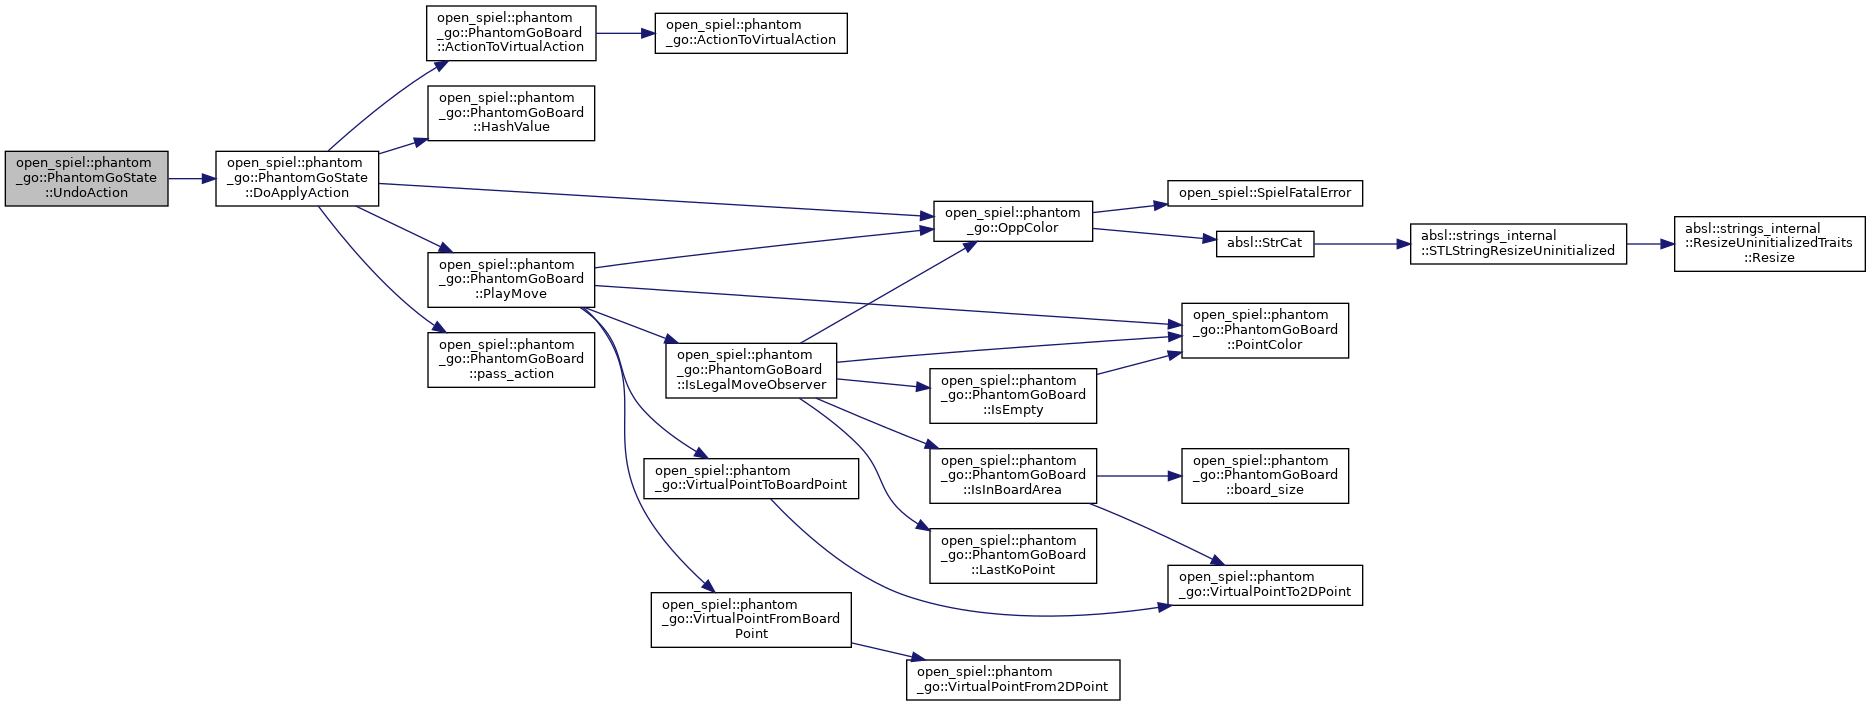 open_spiel::phantom
_go::PhantomGoState
::UndoAction
open_spiel::phantom
_go::PhantomGoState
::DoApplyAction
open_spiel::phantom
_go::PhantomGoBoard
::ActionToVirtualAction
open_spiel::phantom
_go::ActionToVirtualAction
open_spiel::phantom
_go::PhantomGoBoard
::HashValue
open_spiel::phantom
_go::PhantomGoBoard
::PlayMove
open_spiel::phantom
_go::PhantomGoBoard
::pass_action
open_spiel::phantom
_go::OppColor
open_spiel::SpielFatalError
absl::StrCat
absl::strings_internal
::STLStringResizeUninitialized
absl::strings_internal
::ResizeUninitializedTraits
::Resize
open_spiel::phantom
_go::PhantomGoBoard
::PointColor
open_spiel::phantom
_go::PhantomGoBoard
::IsLegalMoveObserver
open_spiel::phantom
_go::PhantomGoBoard
::IsEmpty
open_spiel::phantom
_go::PhantomGoBoard
::IsInBoardArea
open_spiel::phantom
_go::PhantomGoBoard
::board_size
open_spiel::phantom
_go::VirtualPointToBoardPoint
open_spiel::phantom
_go::PhantomGoBoard
::LastKoPoint
open_spiel::phantom
_go::VirtualPointTo2DPoint
open_spiel::phantom
_go::VirtualPointFromBoard
Point
open_spiel::phantom
_go::VirtualPointFrom2DPoint